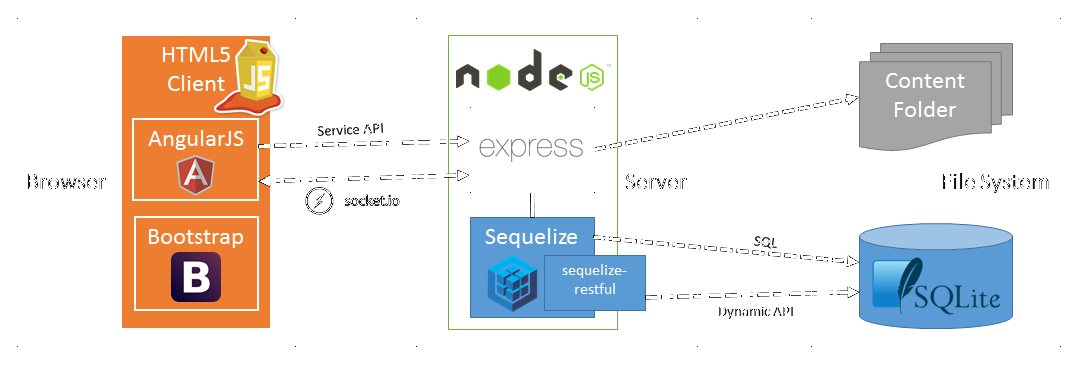 Browser
HTML5
Client
JS
AngularJS
A
Bootstrap
B
Service API
socket.io
node
JS
™
express
Server
Sequelize
sequelize-
restful
SQL
Dynamic API
Content
Folder
File System
SQLite